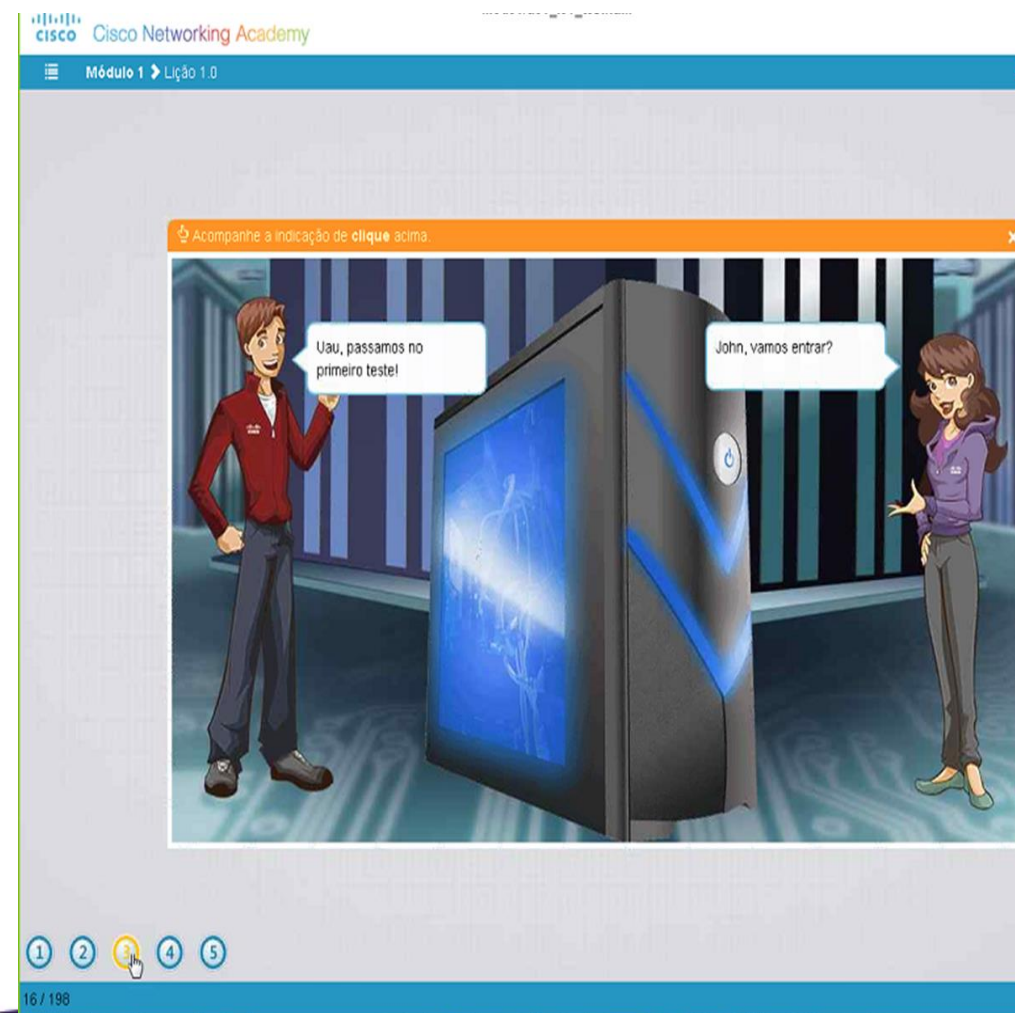 cisco Cisco Networking Academy
Módulo 1 > Lição 1.0
Acompanhe a indicação de clique acima.
Uau, passamos no
primeiro teste!
John, vamos entrar?
1 2 3 4 5
16 / 198